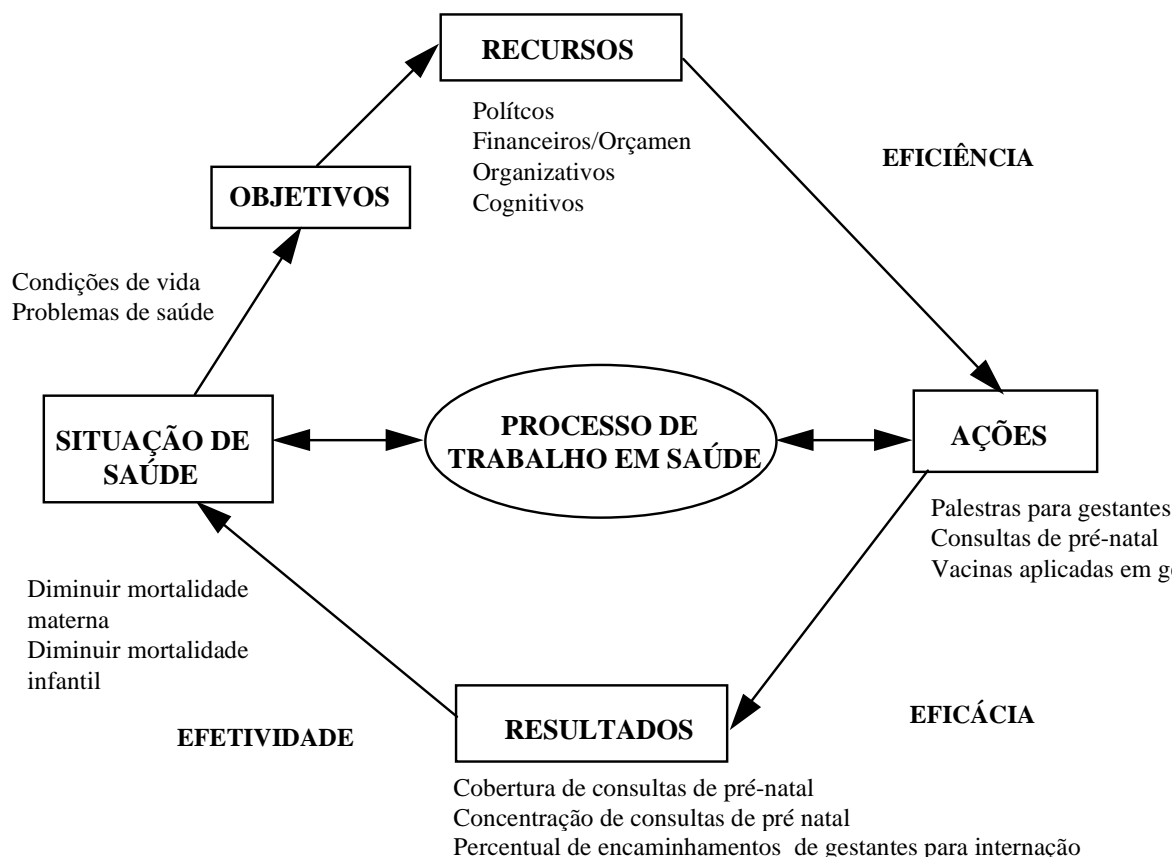 RECURSOS
Polítcos
Financeiros/Orçamen
Organizativos
Cognitivos
EFICIÊNCIA
OBJETIVOS
Condições de vida
Problemas de saúde
SITUAÇÃO DE
SAÚDE
PROCESSO DE
TRABALHO EM SAÚDE
AÇÕES
Palestras para gestantes
Consultas de pré-natal
Vacinas aplicadas em
Diminuir mortalidade
materna
Diminuir mortalidade
infantil
EFETIVIDADE
RESULTADOS
EFICÁCIA
Cobertura de consultas de pré-natal
Concentração de consultas de pré natal
Percentual de encaminhamentos de gestantes para internação